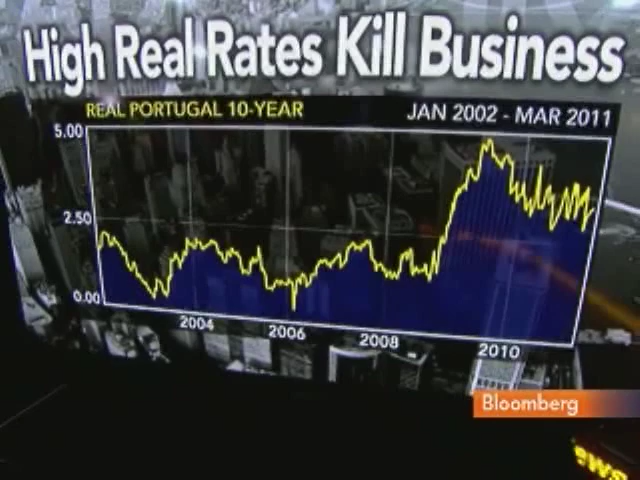 High Real Rates Kill Business
REAL PORTUGAL 10-YEAR JAN 2002 - MAR 2011
5.00
2.50
0.00
2004 2006 2008 2010
Bloomberg